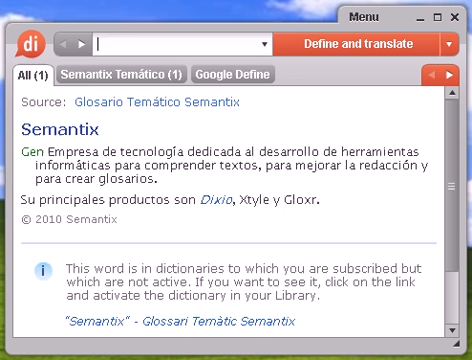 Menu
di
Define and translate
All (1) Semantix Temático (1) Google Define
Source: Glosario Temático Semantix
Semantix
Gen Empresa de tecnología dedicada al desarrollo de herramientas
informáticas para comprender textos, para mejorar la redacción y
para crear glosarios.
Su principales productos son Dixio, Xtyle y Gloxr.
© 2010 Semantix
i
This word is in dictionaries to which you are subscribed but
which are not active. If you want to see it, click on the link
and activate the dictionary in your Library.
"Semantix" - Glossari Temàtic Semantix